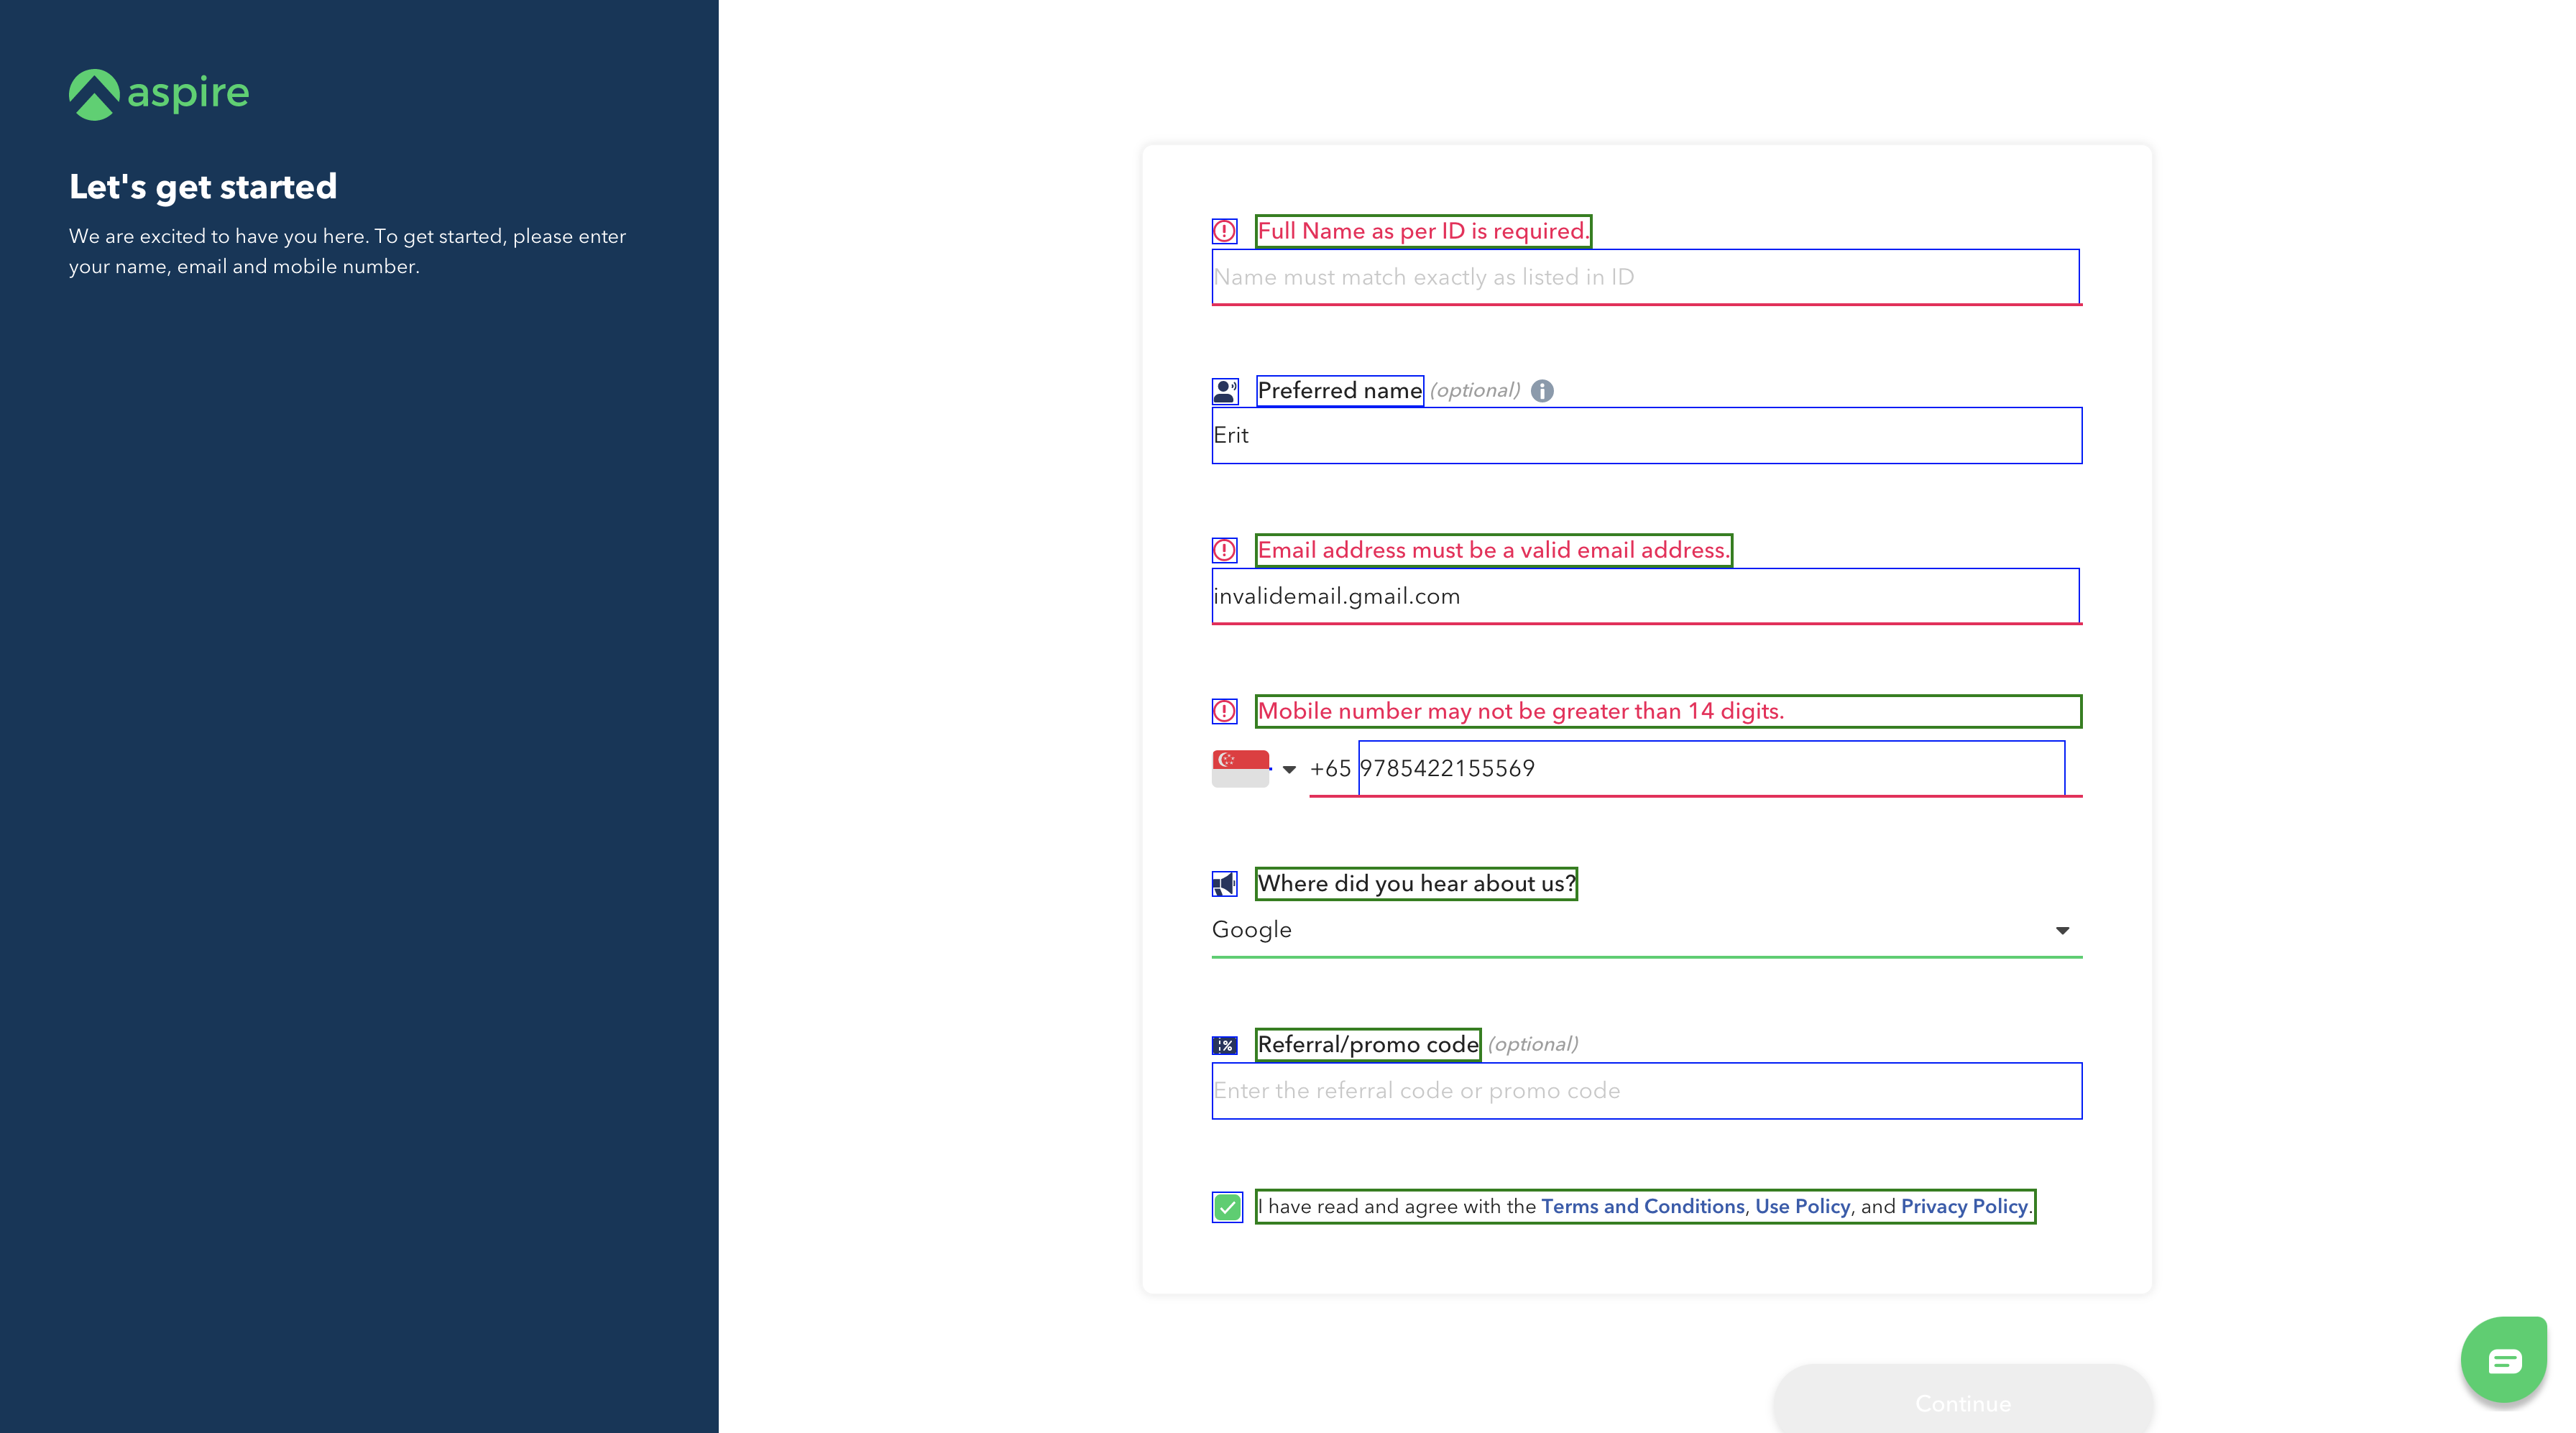 aspire
Let's get started
We are excited to have you here. To get started, please enter
your name, email and mobile number.
Full Name as per ID is required.
Name must match exactly as listed in ID
Preferred name (optional)
Erit
Email address must be a valid email address.
invalidemail.gmail.com
Mobile number may not be greater than 14 digits.
+65 9785422155569
Where did you hear about us?
Google
Referral/promo code (optional)
Enter the referral code or promo code
I have read and agree with the Terms and Conditions, Use Policy, and Privacy Policy.
Continue